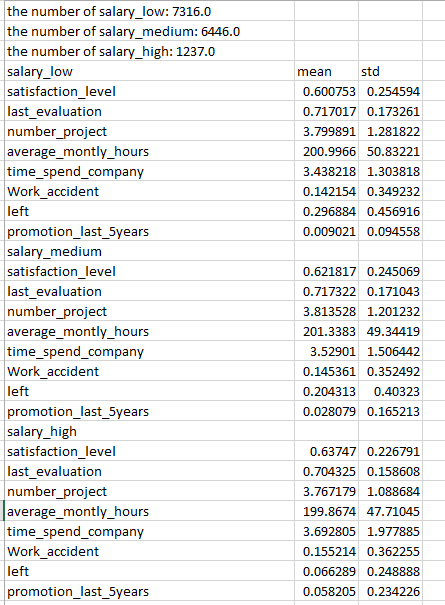 the number of salary_low: 7316.0
the number of salary_medium: 6446.0
the number of salary_high: 1237.0
salary_low mean std
satisfaction_level 0.600753 0.254594
last_evaluation 0.717017 0.173261
number_project 3.799891 1.281822
average_montly_hours 200.9966 50.83221
time_spend_company 3.438218 1.303818
Work_accident 0.142154 0.349232
left 0.296884 0.456916
promotion_last_5years 0.009021 0.094558
salary_medium
satisfaction_level 0.621817 0.245069
last_evaluation 0.717322 0.171043
number_project 3.813528 1.201232
average_montly_hours 201.3383 49.34419
time_spend_company 3.52901 1.506442
Work_accident 0.145361 0.352492
left 0.204313 0.40323
promotion_last_5years 0.028079 0.165213
salary_high
satisfaction_level 0.63747 0.226791
last_evaluation 0.704325 0.158608
number_project 3.767179 1.088684
average_montly_hours 199.8674 47.71045
time_spend_company 3.692805 1.977885
Work_accident 0.155214 0.362255
left 0.066289 0.248888
promotion_last_5years 0.058205 0.234226